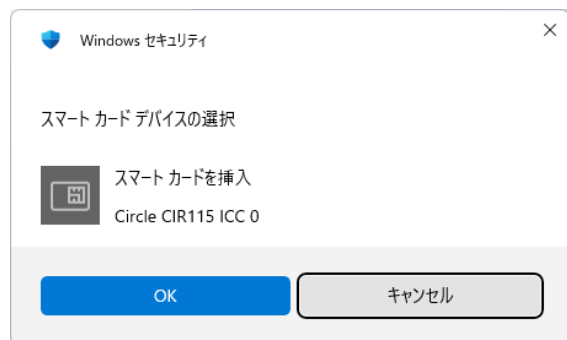 Windows セキュリティ
スマート カード デバイスの選択
スマート カードを挿入
Circle CIR115 ICC 0
OK
キャンセル